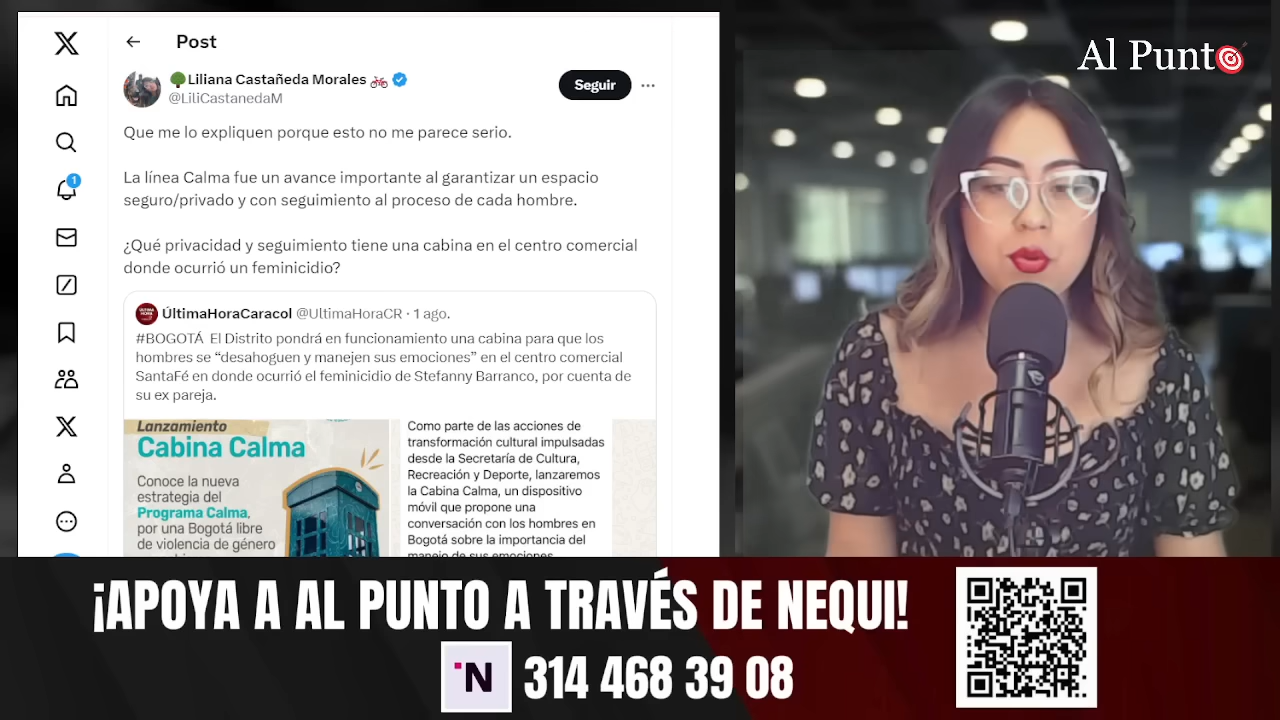 Post
Liliana Castañeda Morales
@LiliCastanedaM
Seguir
Que me lo expliquen porque esto no me parece serio.
La línea Calma fue un avance importante al garantizar un espacio
seguro/privado y con seguimiento al proceso de cada hombre.
¿Qué privacidad y seguimiento tiene una cabina en el centro comercial
donde ocurrió un feminicidio?
ÚltimaHoraCaracol @UltimaHoraCR · 1 ago.
#BOGOTÁ El Distrito pondrá en funcionamiento una cabina para que los
hombres se “desahoguen y manejen sus emociones” en el centro comercial
SantaFé en donde ocurrió el feminicidio de Stefanny Barranco, por cuenta de
su ex pareja.
Lanzamiento
Cabina Calma
Conoce la nueva
estrategia del
Programa Calma,
por una Bogotá libre
de violencia de género
Como parte de las acciones de
transformación cultural impulsadas
desde la Secretaría de Cultura,
Recreación y Deporte, lanzaremos
la Cabina Calma, un dispositivo
móvil que propone una
conversación con los hombres en
Bogotá sobre la importancia del
manejo de sus emociones
1
Al Punto
¡APOYA A AL PUNTO A TRAVÉS DE NEQUI!
N 314 468 39 08